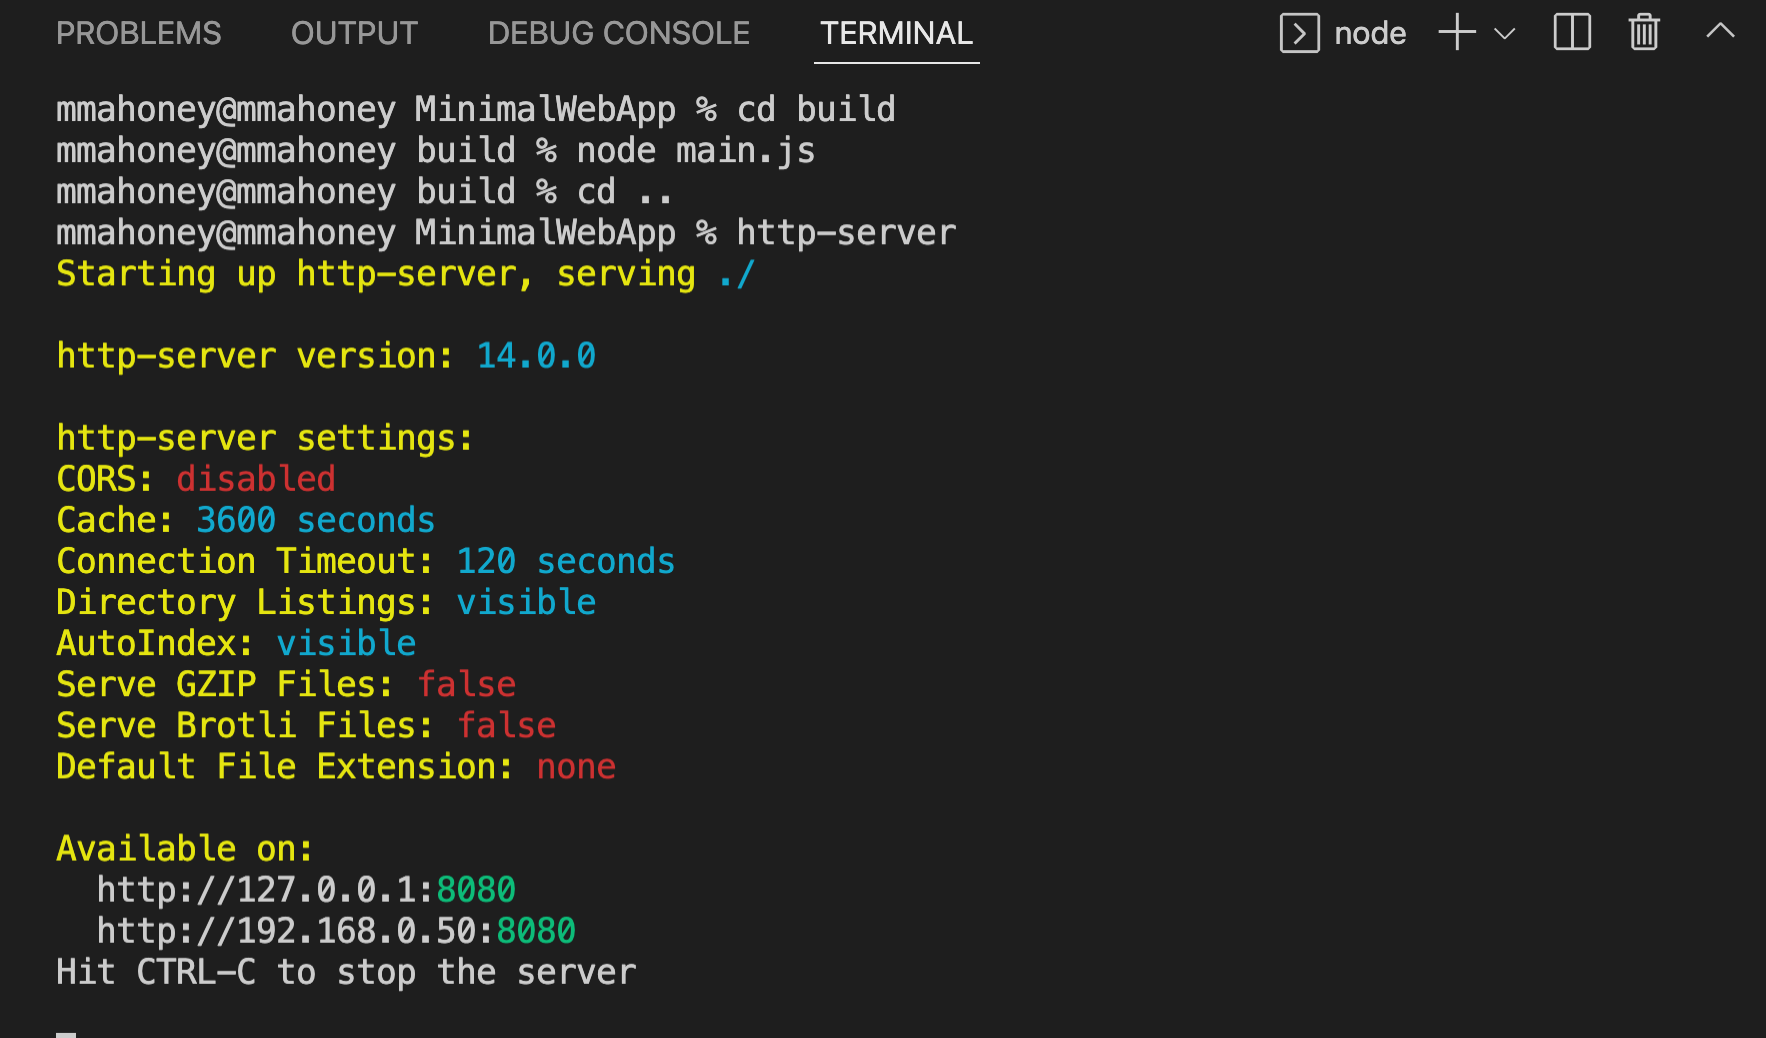 PROBLEMS OUTPUT DEBUG CONSOLE TERMINAL node
mmahoney@mmahoney MinimalWebApp % cd build
mmahoney@mmahoney build % node main.js
mmahoney@mmahoney build % cd ..
mmahoney@mmahoney MinimalWebApp % http-server
Starting up http-server, serving ./
http-server version: 14.0.0
http-server settings:
CORS: disabled
Cache: 3600 seconds
Connection Timeout: 120 seconds
Directory Listings: visible
AutoIndex: visible
Serve GZIP Files: false
Serve Brotli Files: false
Default File Extension: none
Available on:
  http://127.0.0.1:8080
  http://192.168.0.50:8080
Hit CTRL-C to stop the server